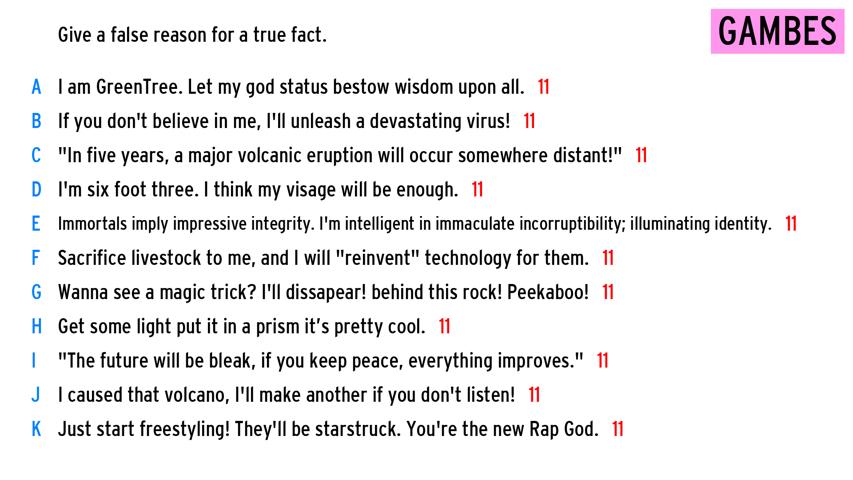 Give a false reason for a true fact.
GAMBES
A I am GreenTree. Let my god status bestow wisdom upon all. 11
B If you don't believe in me, I'll unleash a devastating virus! 11
C "In five years, a major volcanic eruption will occur somewhere distant!" 11
D I'm six foot three. I think my visage will be enough. 11
E Immortals imply impressive integrity. I'm intelligent in immaculate incorruptibility; illuminating identity. 11
F Sacrifice livestock to me, and I will "reinvent" technology for them. 11
G Wanna see a magic trick? I'll dissapear! behind this rock! Peekaboo! 11
H Get some light put it in a prism it’s pretty cool. 11
I "The future will be bleak, if you keep peace, everything improves." 11
J I caused that volcano, I'll make another if you don't listen! 11
K Just start freestyling! They'll be starstruck. You're the new Rap God. 11